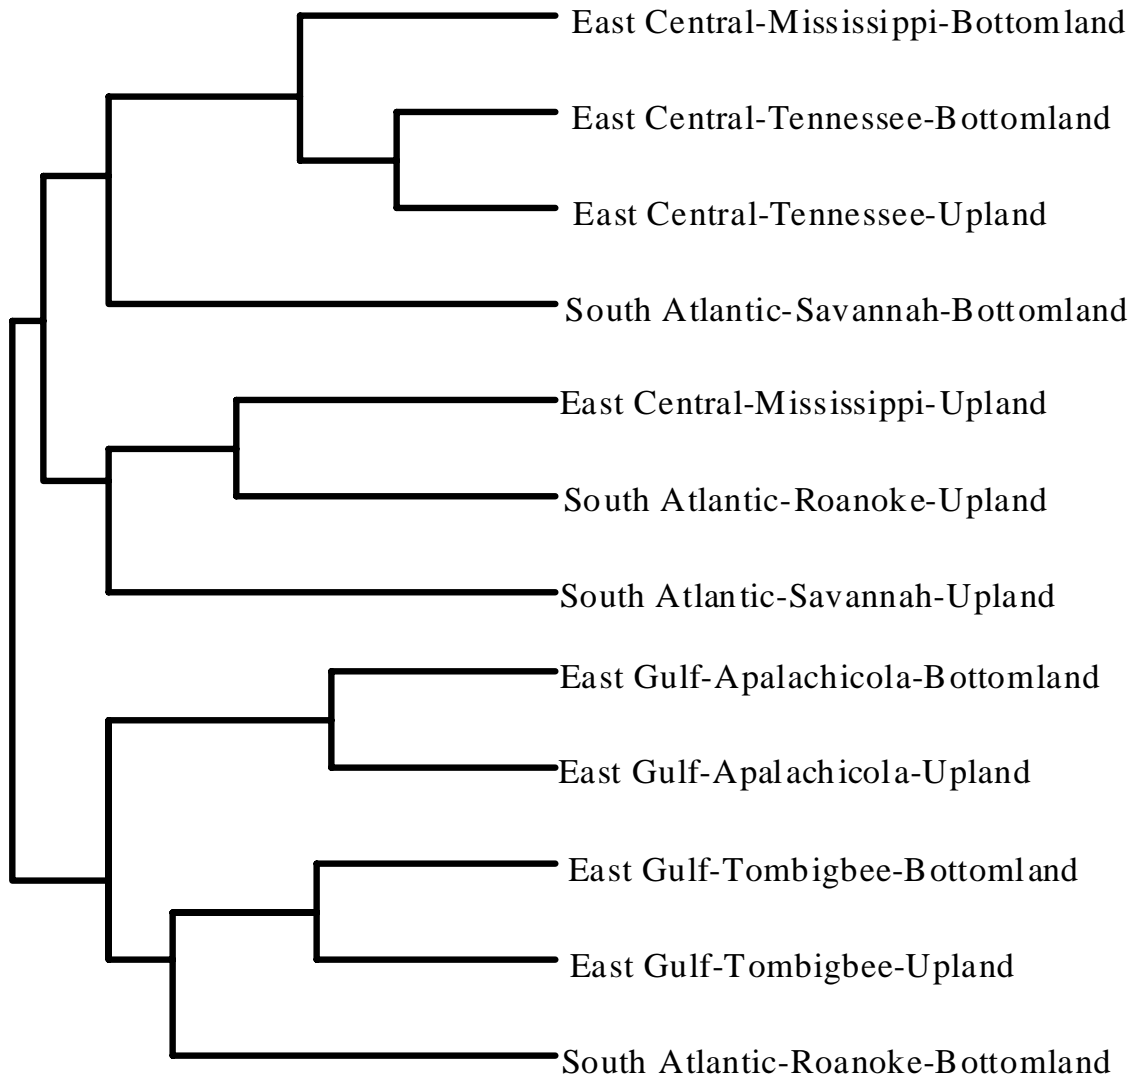 East Central-Mississippi-Bottomland
East Central-Tennessee-Bottomland
East Central-Tennessee-Upland
South Atlantic-Savannah-Bottomland
East Central-Mississippi-Upland
South Atlantic-Roanoke-Upland
South Atlantic-Savannah-Upland
East Gulf-Apalachicola-Bottomland
East Gulf-Apalachicola-Upland
East Gulf-Tombigbee-Bottomland
East Gulf-Tombigbee-Upland
South Atlantic-Roanoke-Bottomland